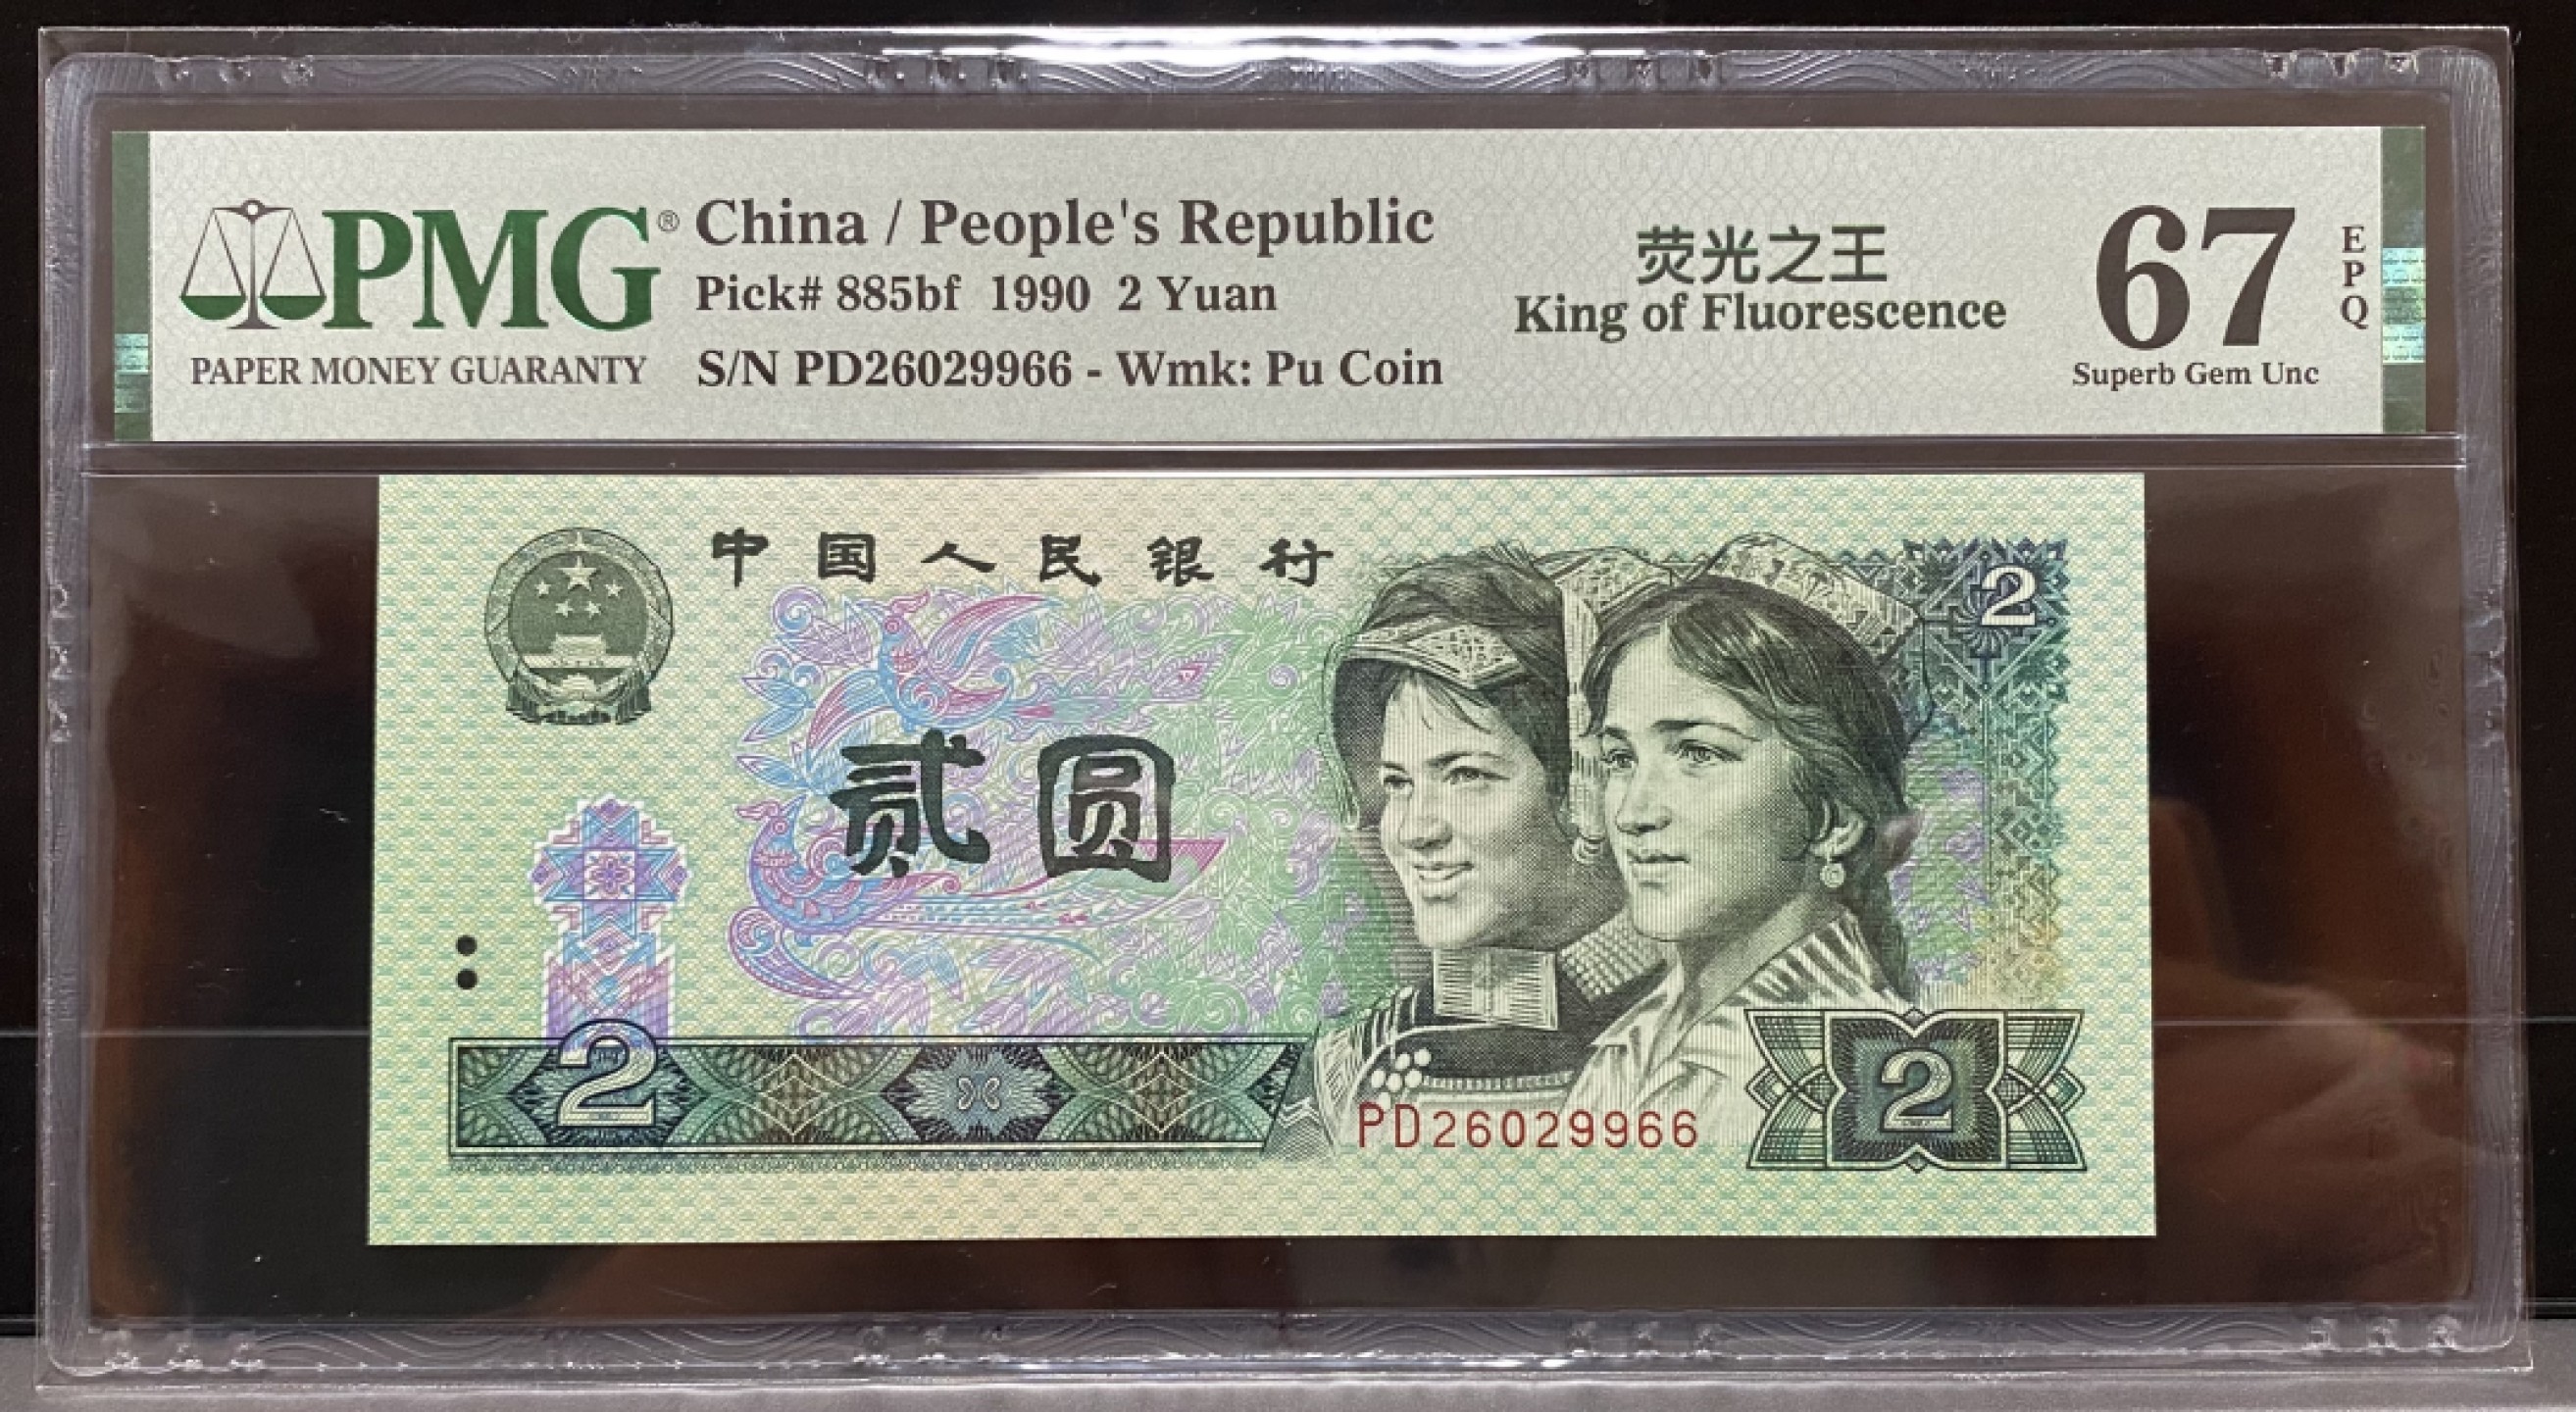 PMG®
PAPER MONEY GUARANTY
China / People's Republic
Pick# 885bf 1990 2 Yuan
S/N PD26029966 - Wmk: Pu Coin
荧光之王
King of Fluorescence
67
EPQ
Superb Gem Unc
中国人民银行
2
贰圆
2
PD26029966
2